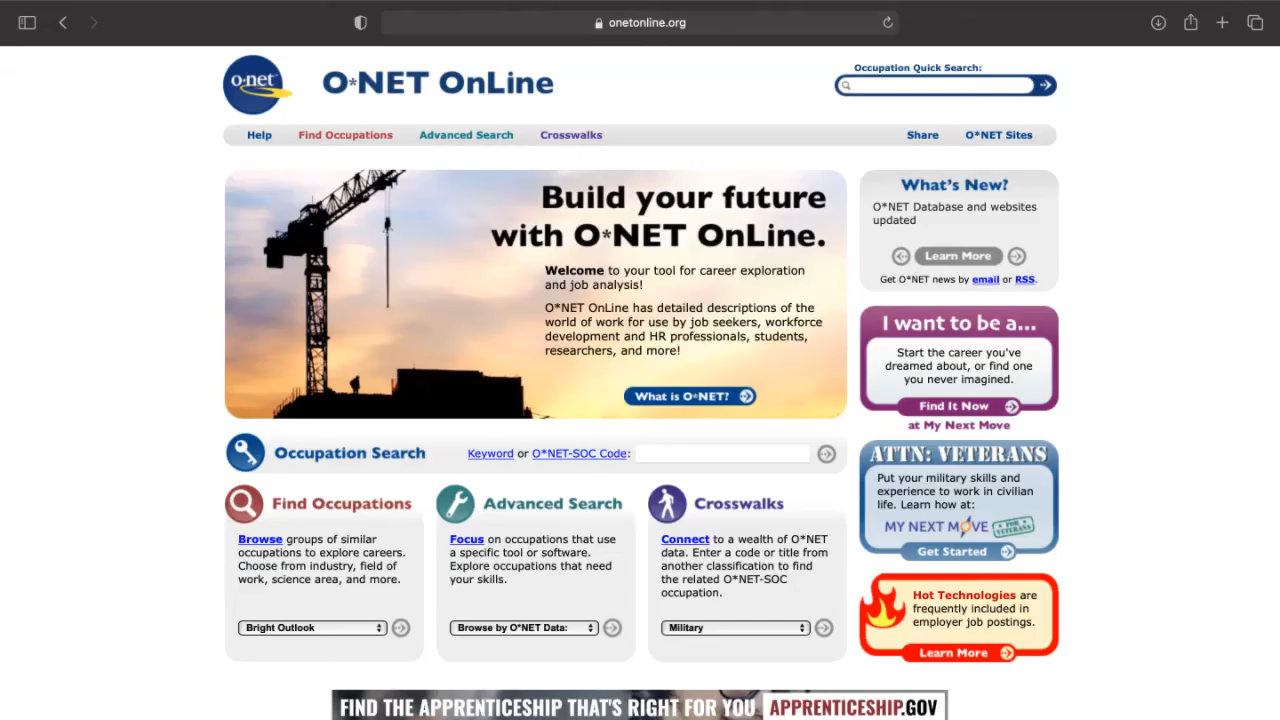 onetonline.org
o·net
O*NET OnLine
Occupation Quick Search:
Help
Find Occupations
Advanced Search
Crosswalks
Share
O*NET Sites
Build your future
with O*NET OnLine.
Welcome to your tool for career exploration
and job analysis!
O*NET OnLine has detailed descriptions of the
world of work for use by job seekers, workforce
development and HR professionals, students,
researchers, and more!
What is O*NET?
What's New?
O*NET Database and websites
updated
Learn More
Get O*NET news by email or RSS.
I want to be a...
Start the career you've
dreamed about, or find one
you never imagined.
Find It Now
at My Next Move
ATTN: VETERANS
Put your military skills and
experience to work in civilian
life. Learn how at:
MY NEXT MOVE
FOR VETERANS
Get Started
Hot Technologies are
frequently included in
employer job postings.
Learn More
Occupation Search
Keyword or O*NET-SOC Code:
Find Occupations
Browse groups of similar
occupations to explore careers.
Choose from industry, field of
work, science area, and more.
Bright Outlook
Advanced Search
Focus on occupations that use
a specific tool or software.
Explore occupations that need
your skills.
Browse by O*NET Data:
Crosswalks
Connect to a wealth of O*NET
data. Enter a code or title from
another classification to find
the related O*NET-SOC
occupation.
Military
FIND THE APPRENTICESHIP THAT'S RIGHT FOR YOU APPRENTICESHIP.GOV